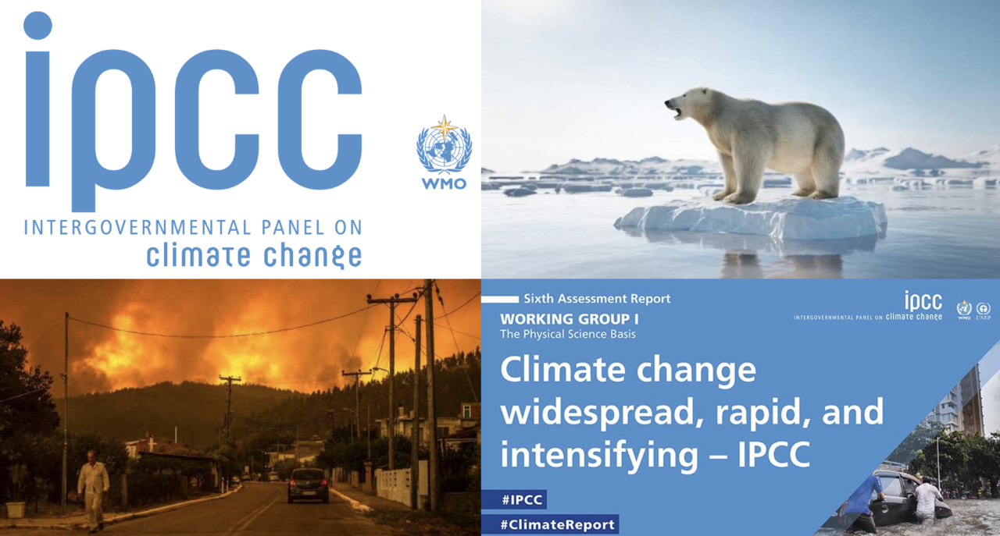 ipcc
INTERGOVERNMENTAL PANEL ON
climate change
WMO
Sixth Assessment Report
WORKING GROUP I
The Physical Science Basis
ipcc
INTERGOVERNMENTAL PANEL ON climate change
WMO
UNEP
Climate change
widespread, rapid, and
intensifying – IPCC
#IPCC
#ClimateReport